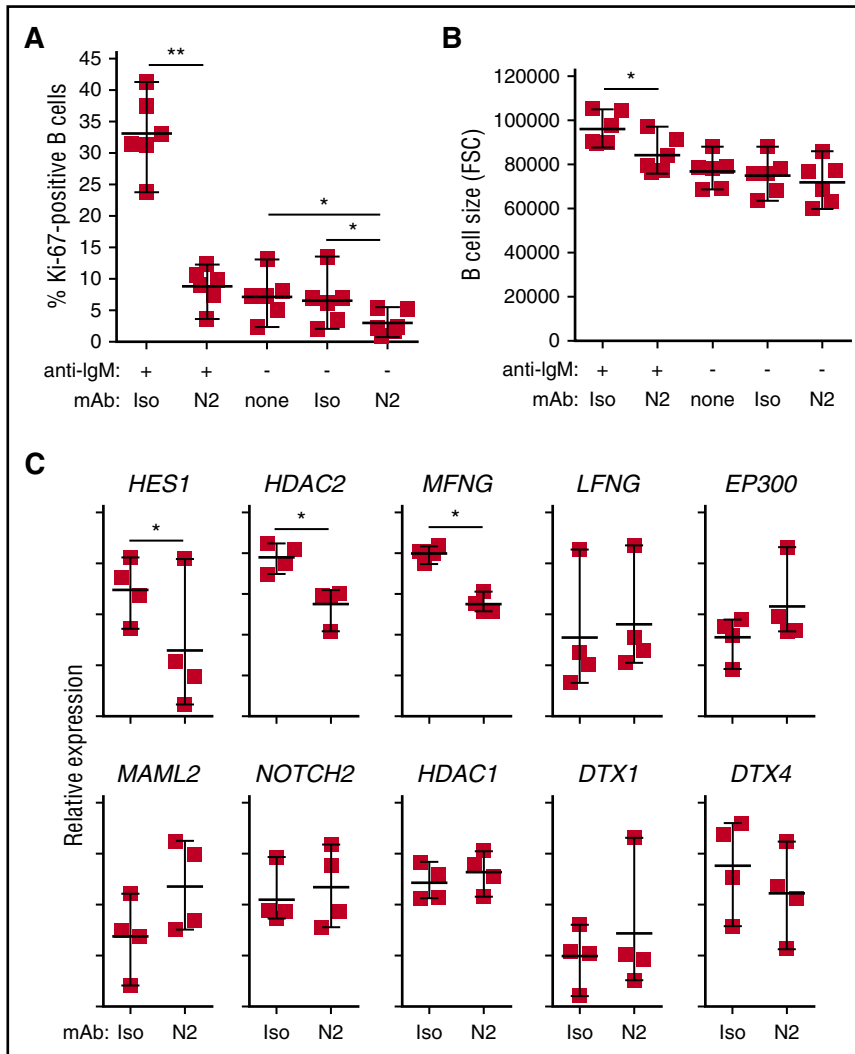 A
% Ki-67-positive B cells
45
40
35
30
25
20
15
10
5
0
**
*
*
anti-IgM: + + - - -
mAb: Iso N2 none Iso N2
B
B cell size (FSC)
120000
100000
80000
60000
40000
20000
0
*
anti-IgM: + + - - -
mAb: Iso N2 none Iso N2
C
Relative expression
HES1 HDAC2 MFNG LFNG EP300
* * *
MAML2 NOTCH2 HDAC1 DTX1 DTX4
mAb: Iso N2 Iso N2 Iso N2 Iso N2 Iso N2